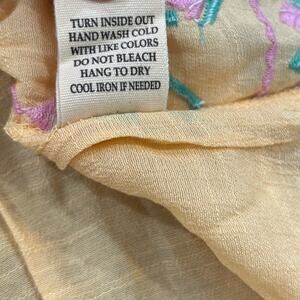 TURN INSIDE OUT
HAND WASH COLD
WITH LIKE COLORS
DO NOT BLEACH
HANG TO DRY
COOL IRON IF NEEDED